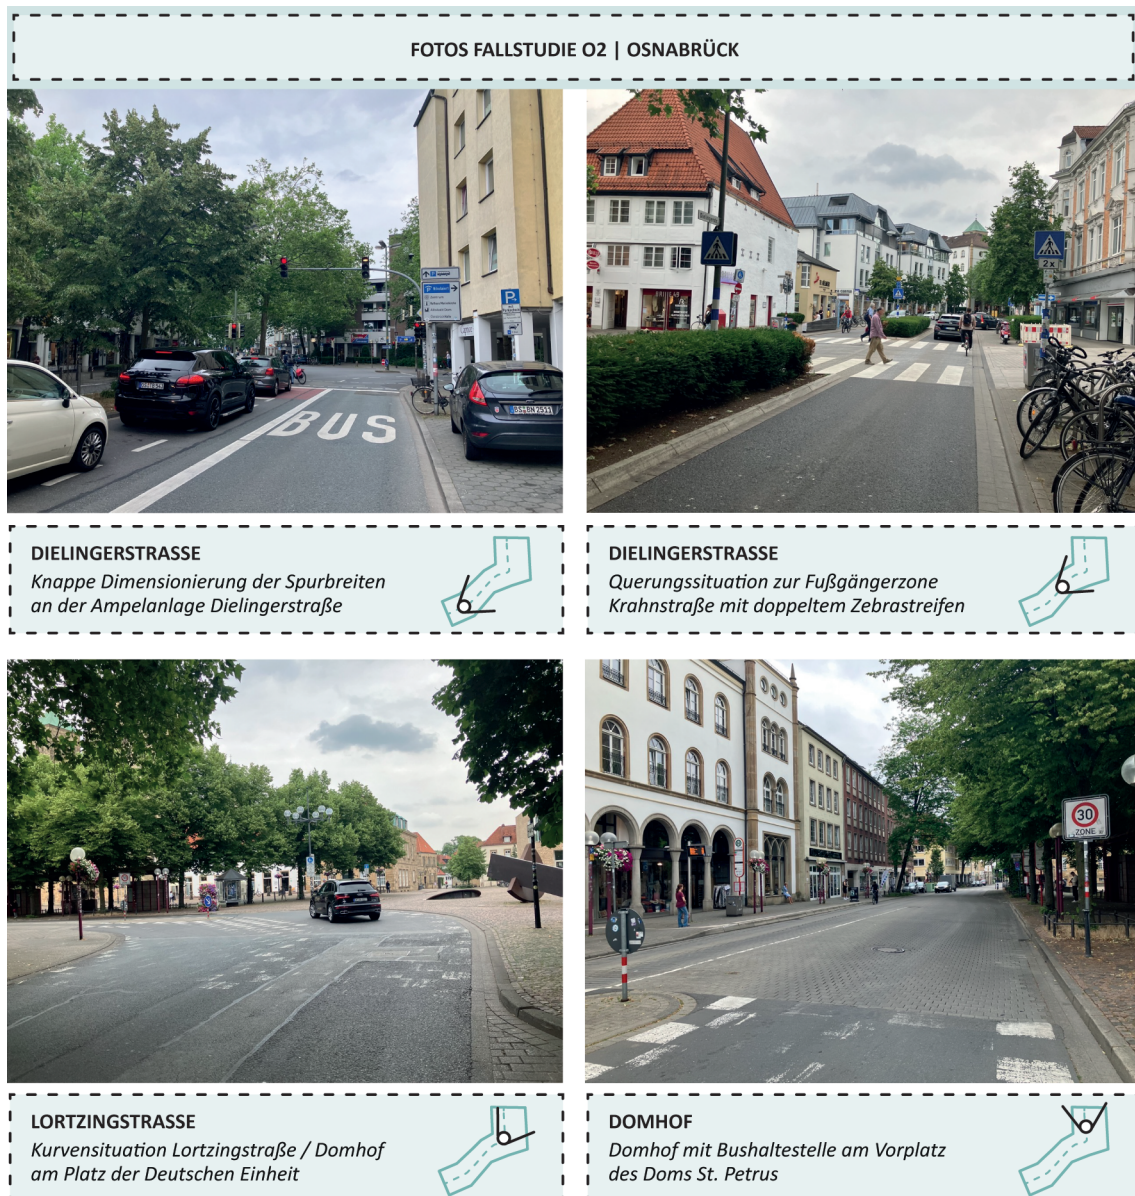 FOTOS FALLSTUDIE O2 | OSNABRÜCK
BUS
P
2x
DIELINGERSTRASSE
Knappe Dimensionierung der Spurbreiten
an der Ampelanlage Dielingerstraße
DIELINGERSTRASSE
Querungssituation zur Fußgängerzone
Krahnstraße mit doppeltem Zebrastreifen
30
ZONE
LORTZINGSTRASSE
Kurvensituation Lortzingstraße / Domhof
am Platz der Deutschen Einheit
DOMHOF
Domhof mit Bushaltestelle am Vorplatz
des Doms St. Petrus